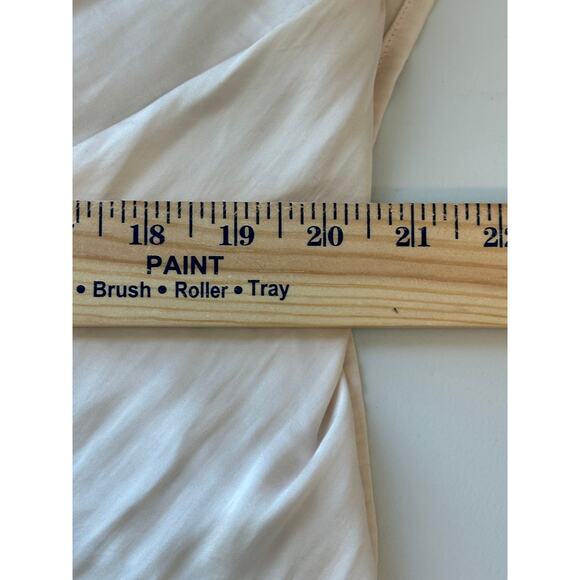 18 19 20 21
PAINT
• Brush • Roller • Tray